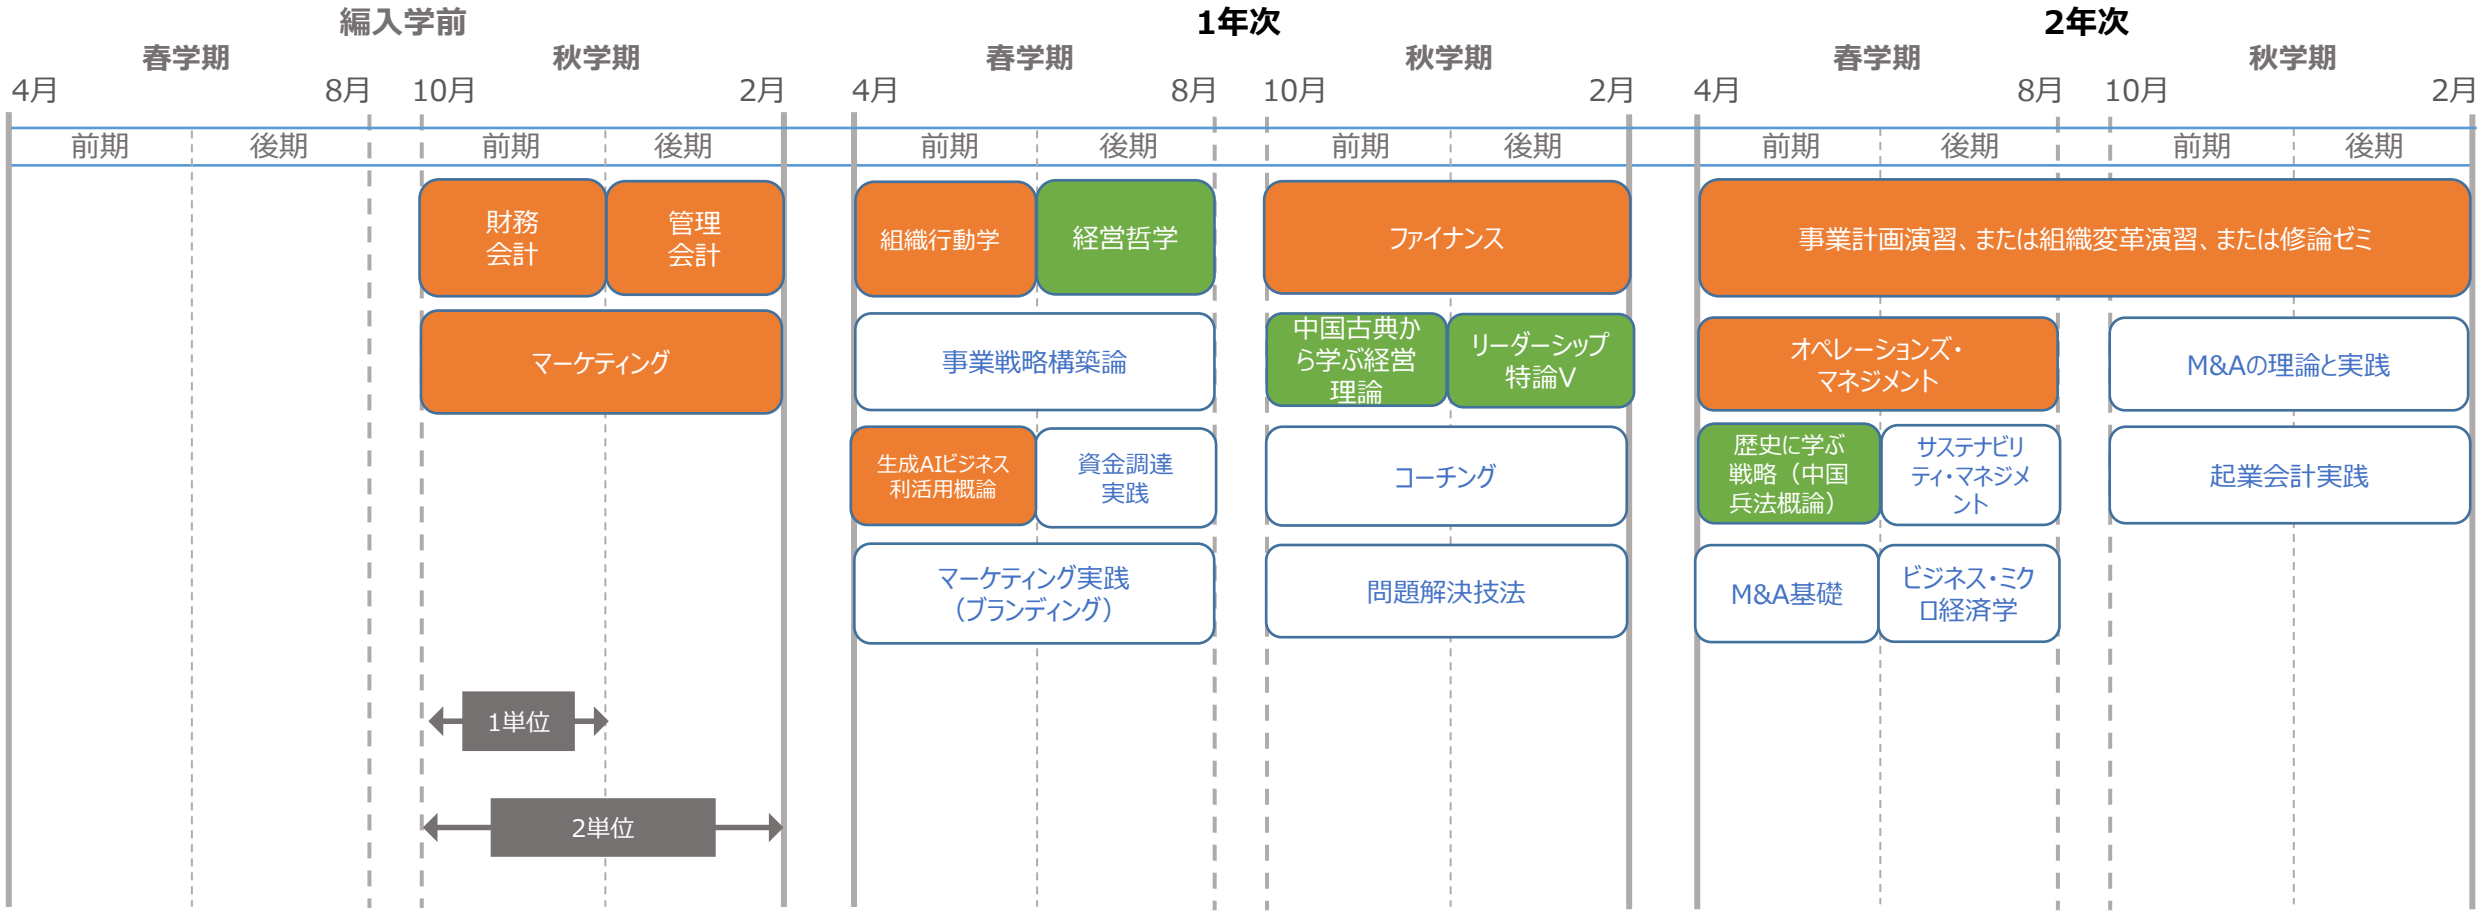 編入学前
1年次
2年次
春学期
秋学期
春学期
秋学期
春学期
秋学期
4月
8月
10月
2月
4月
8月
10月
2月
4月
8月
10月
2月
前期
後期
前期
後期
前期
後期
前期
後期
前期
後期
前期
後期
財務
会計
管理
会計
組織行動学
経営哲学
ファイナンス
事業計画演習、または組織変革演習、または修論ゼミ
マーケティング
事業戦略構築論
中国古典か
ら学ぶ経営
理論
リーダーシップ
特論Ⅴ
オペレーションズ・
マネジメント
M&Aの理論と実践
生成AIビジネス
利活用概論
資金調達
実践
コーチング
歴史に学ぶ
戦略（中国
兵法概論）
サステナビリ
ティ・マネジメ
ント
起業会計実践
マーケティング実践
（ブランディング）
問題解決技法
M&A基礎
ビジネス・ミク
ロ経済学
1単位
2単位